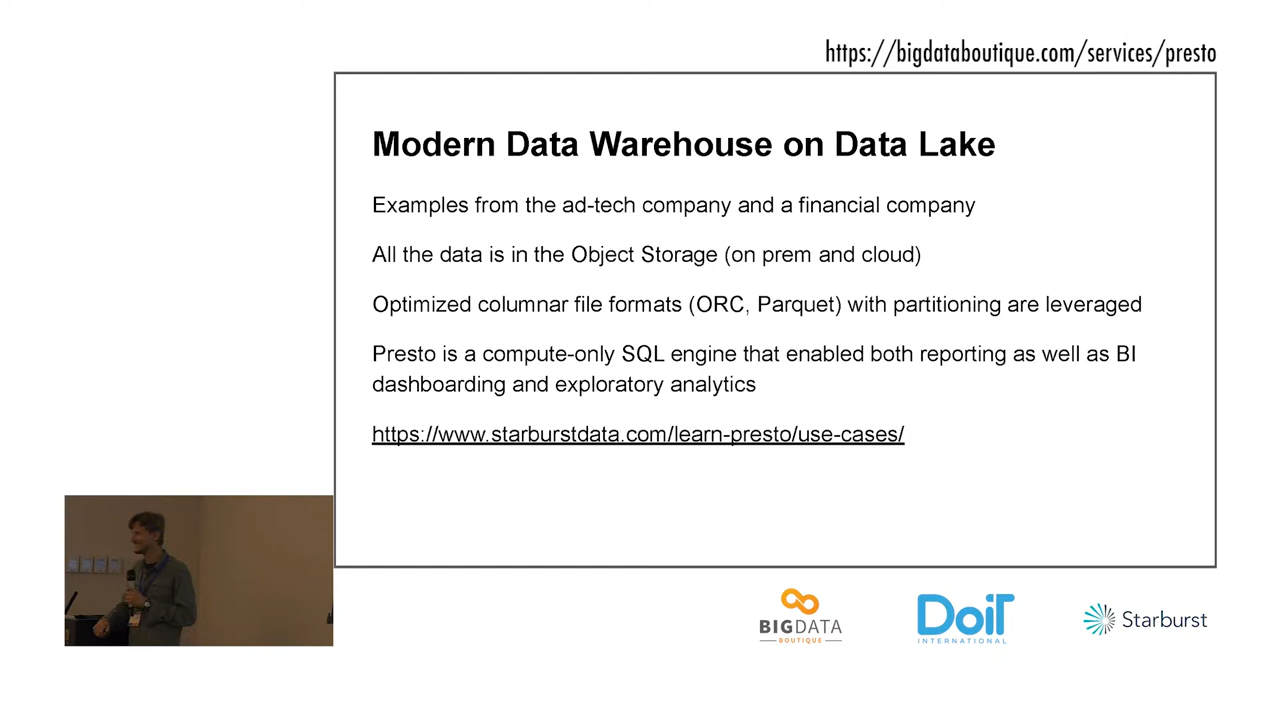 https://bigdataboutique.com/services/presto
Modern Data Warehouse on Data Lake
Examples from the ad-tech company and a financial company
All the data is in the Object Storage (on prem and cloud)
Optimized columnar file formats (ORC, Parquet) with partitioning are leveraged
Presto is a compute-only SQL engine that enabled both reporting as well as BI
dashboarding and exploratory analytics
https://www.starburstdata.com/learn-presto/use-cases/
BIGDATA
BOUTIQUE
DoiT
INTERNATIONAL
Starburst